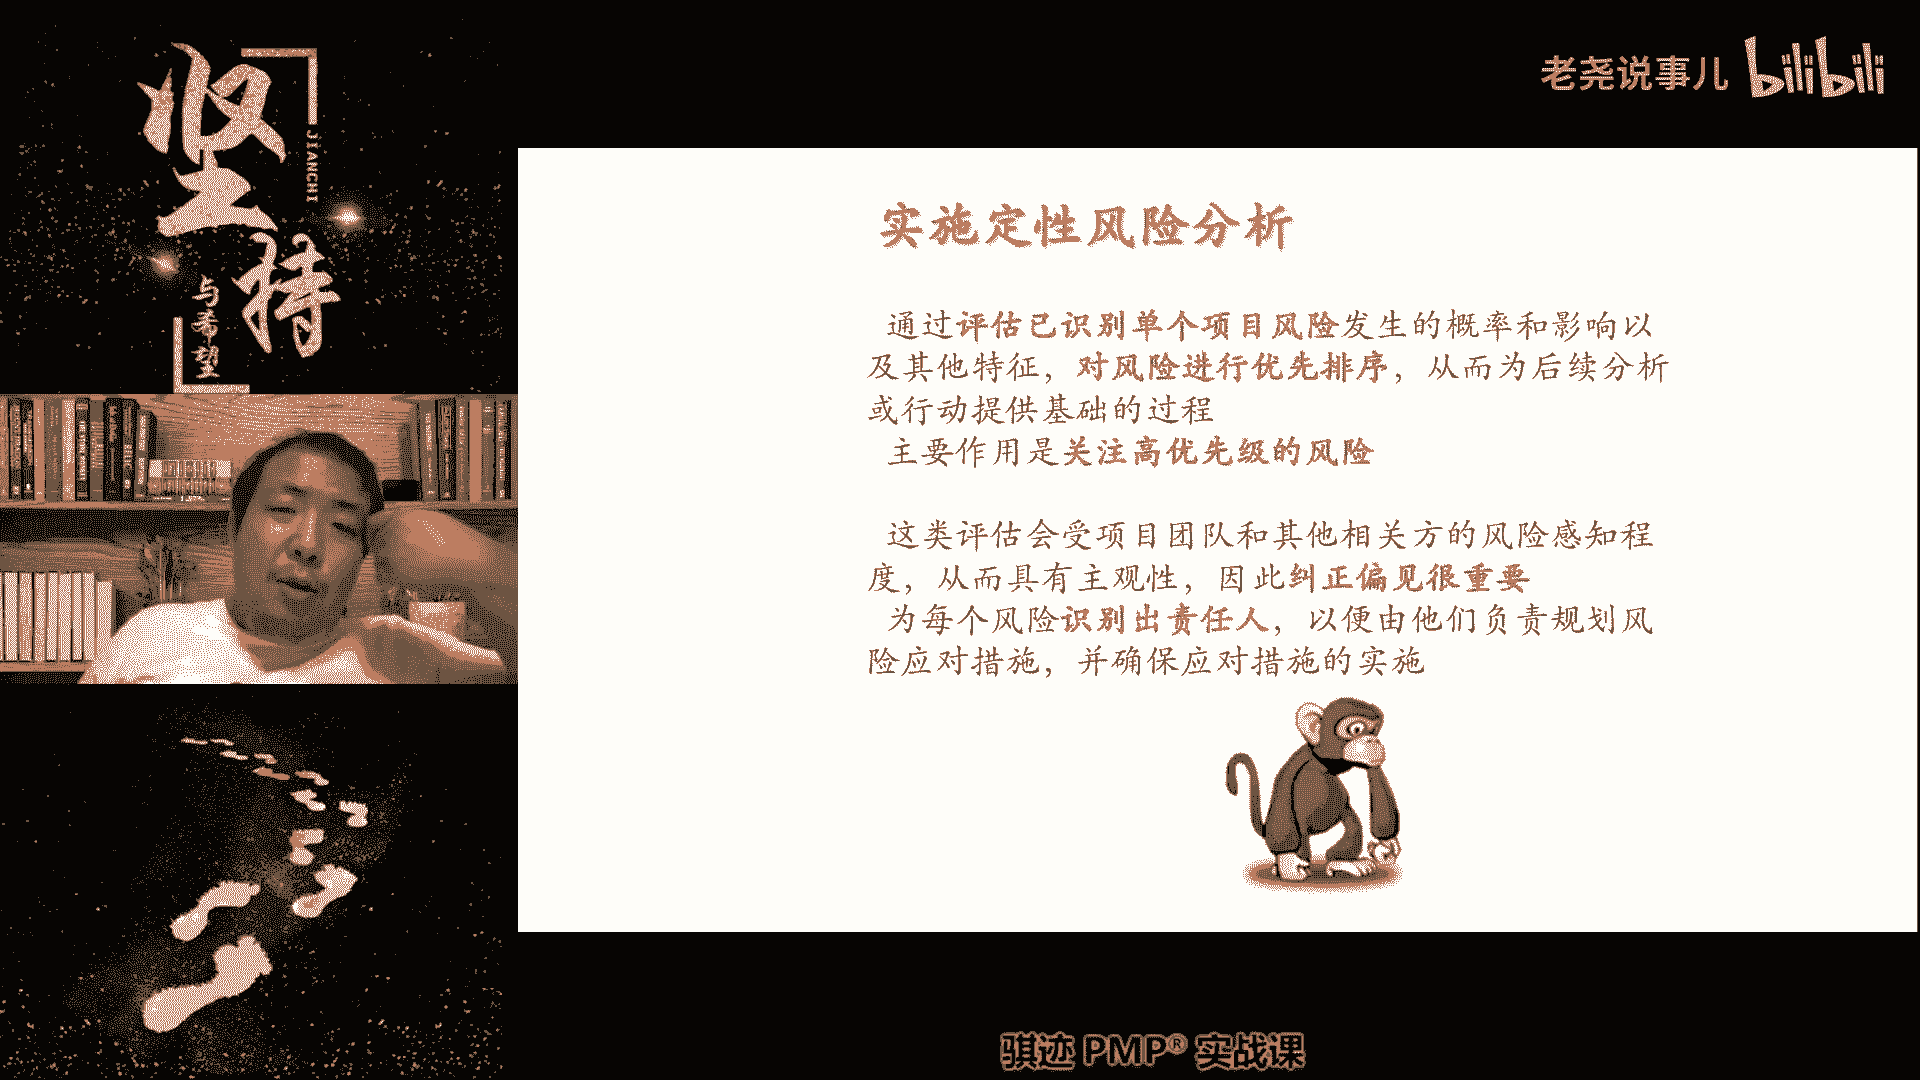 坚持
JIANCHI
与希望
老尧说事儿 bilibili
实施定性风险分析
通过评估已识别单个项目风险发生的概率和影响以
及其他特征，对风险进行优先排序，从而为后续分析
或行动提供基础的过程
主要作用是关注高优先级的风险
这类评估会受项目团队和其他相关方的风险感知程
度，从而具有主观性，因此纠正偏见很重要
为每个风险识别出责任人，以便由他们负责规划风
险应对措施，并确保应对措施的实施
骐迹 PMP® 实战课